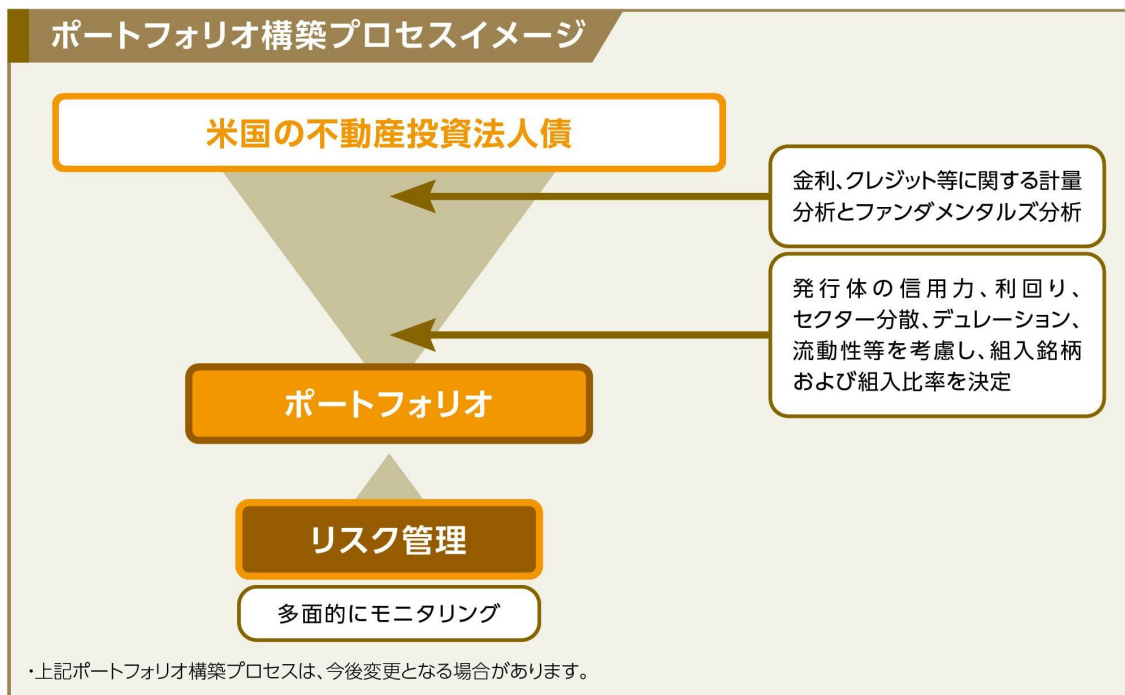 ポートフォリオ構築プロセスイメージ
米国の不動産投資法人債
金利、クレジット等に関する計量
分析とファンダメンタルズ分析
発行体の信用力、利回り、
セクター分散、デュレーション、
流動性等を考慮し、組入銘柄
および組入比率を決定
ポートフォリオ
リスク管理
多面的にモニタリング
・上記ポートフォリオ構築プロセスは、今後変更となる場合があります。